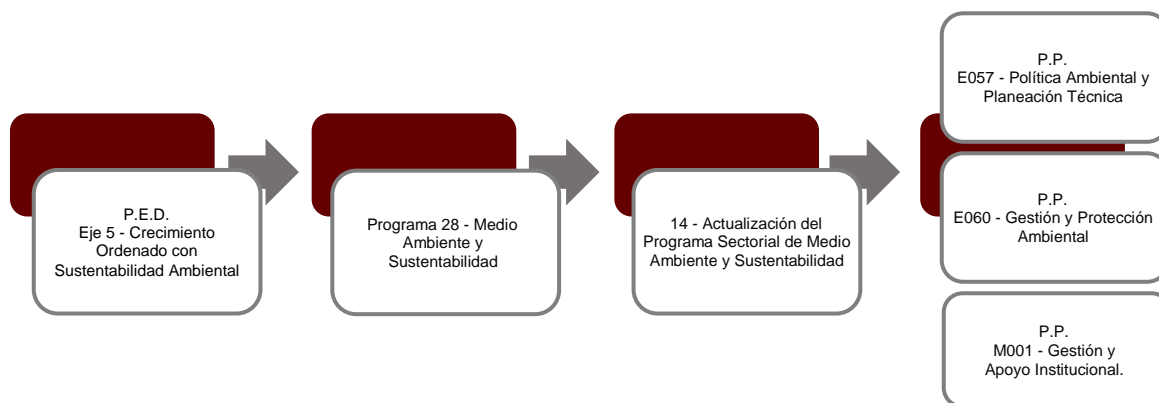 P.E.D.
Eje 5 - Crecimiento
Ordenado con
Sustentabilidad Ambiental
Programa 28 - Medio
Ambiente y
Sustentabilidad
14 - Actualización del
Programa Sectorial de Medio
Ambiente y Sustentabilidad
P.P.
E057 - Política Ambiental y
Planeación Técnica
P.P.
E060 - Gestión y Protección
Ambiental
P.P.
M001 - Gestión y
Apoyo Institucional.